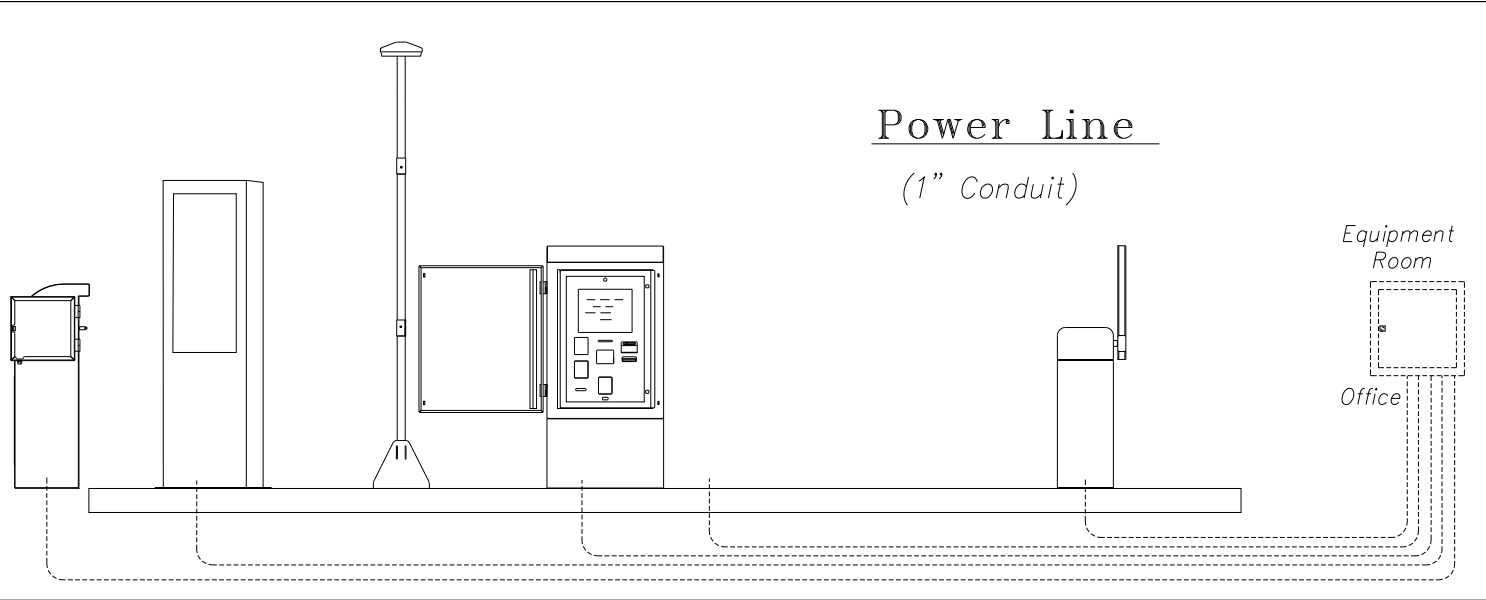 Power Line
(1” Conduit)
Equipment
Room
Office